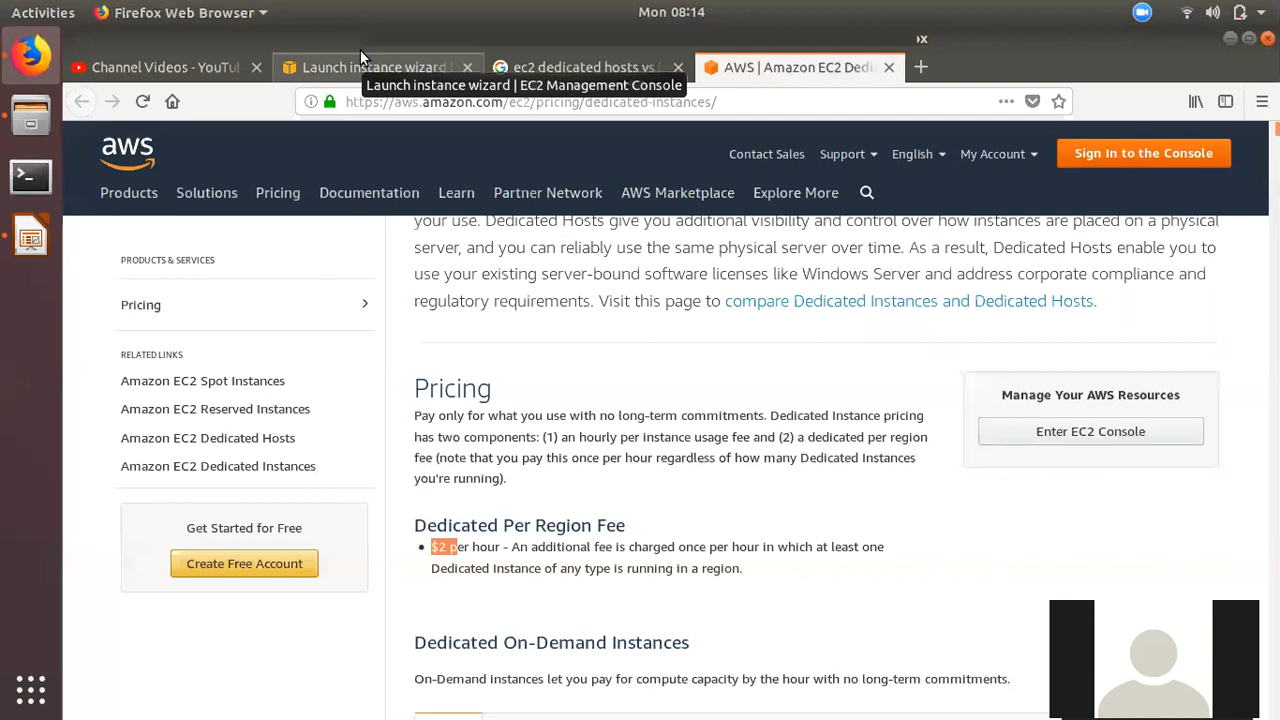 Activities
Firefox Web Browser
Mon 08:14
Channel Videos - YouTu
Launch instance wizard
ec2 dedicated hosts vs
AWS | Amazon EC2 Dedi
Launch instance wizard | EC2 Management Console
https://aws.amazon.com/ec2/pricing/dedicated-instances/
aws
Contact Sales
Support
English
My Account
Sign In to the Console
Products
Solutions
Pricing
Documentation
Learn
Partner Network
AWS Marketplace
Explore More
PRODUCTS & SERVICES
Pricing
RELATED LINKS
Amazon EC2 Spot Instances
Amazon EC2 Reserved Instances
Amazon EC2 Dedicated Hosts
Amazon EC2 Dedicated Instances
Get Started for Free
Create Free Account
your use. Dedicated Hosts give you additional visibility and control over how instances are placed on a physical
server, and you can reliably use the same physical server over time. As a result, Dedicated Hosts enable you to
use your existing server-bound software licenses like Windows Server and address corporate compliance and
regulatory requirements. Visit this page to compare Dedicated Instances and Dedicated Hosts.
Pricing
Pay only for what you use with no long-term commitments. Dedicated Instance pricing
has two components: (1) an hourly per instance usage fee and (2) a dedicated per region
fee (note that you pay this once per hour regardless of how many Dedicated Instances
you're running).
Manage Your AWS Resources
Enter EC2 Console
Dedicated Per Region Fee
$2 per hour - An additional fee is charged once per hour in which at least one
Dedicated Instance of any type is running in a region.
Dedicated On-Demand Instances
On-Demand instances let you pay for compute capacity by the hour with no long-term commitments.